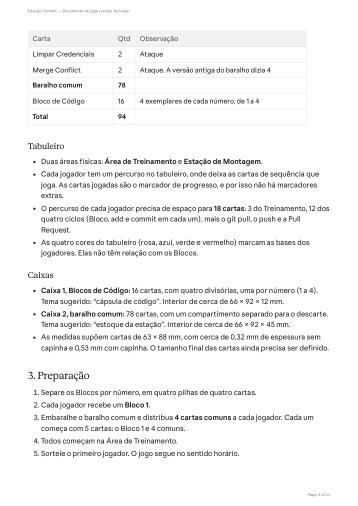 Estação Commit — Documento de jogo (versão fechada)
Carta Qtd Observação
Limpar Credenciais 2 Ataque
Merge Conflict 2 Ataque. A versão antiga do baralho dizia 4
Baralho comum 78
Bloco de Código 16 4 exemplares de cada número, de 1 a 4
Total 94
Tabuleiro
• Duas áreas físicas: Área de Treinamento e Estação de Montagem.
• Cada jogador tem um percurso no tabuleiro, onde deixa as cartas de sequência que
joga. As cartas jogadas são o marcador de progresso, e por isso não há marcadores
extras.
• O percurso de cada jogador precisa de espaço para 18 cartas: 3 do Treinamento, 12 dos
quatro ciclos (Bloco, add e commit em cada um), mais o git pull, o push e a Pull
Request.
• As quatro cores do tabuleiro (rosa, azul, verde e vermelho) marcam as bases dos
jogadores. Elas não têm relação com os Blocos.
Caixas
• Caixa 1, Blocos de Código: 16 cartas, com quatro divisórias, uma por número (1 a 4).
Tema sugerido: “cápsula de código”. Interior de cerca de 66 × 92 × 12 mm.
• Caixa 2, baralho comum: 78 cartas, com um compartimento separado para o descarte.
Tema sugerido: “estoque da estação”. Interior de cerca de 66 × 92 × 45 mm.
• As medidas supõem cartas de 63 × 88 mm, com cerca de 0,32 mm de espessura sem
capinha e 0,53 mm com capinha. O tamanho final das cartas ainda precisa ser definido.
3. Preparação
1. Separe os Blocos por número, em quatro pilhas de quatro cartas.
2. Cada jogador recebe um Bloco 1.
3. Embaralhe o baralho comum e distribua 4 cartas comuns a cada jogador. Cada um
começa com 5 cartas: o Bloco 1 e 4 comuns.
4. Todos começam na Área de Treinamento.
5. Sorteie o primeiro jogador. O jogo segue no sentido horário.
Page 3 of 11